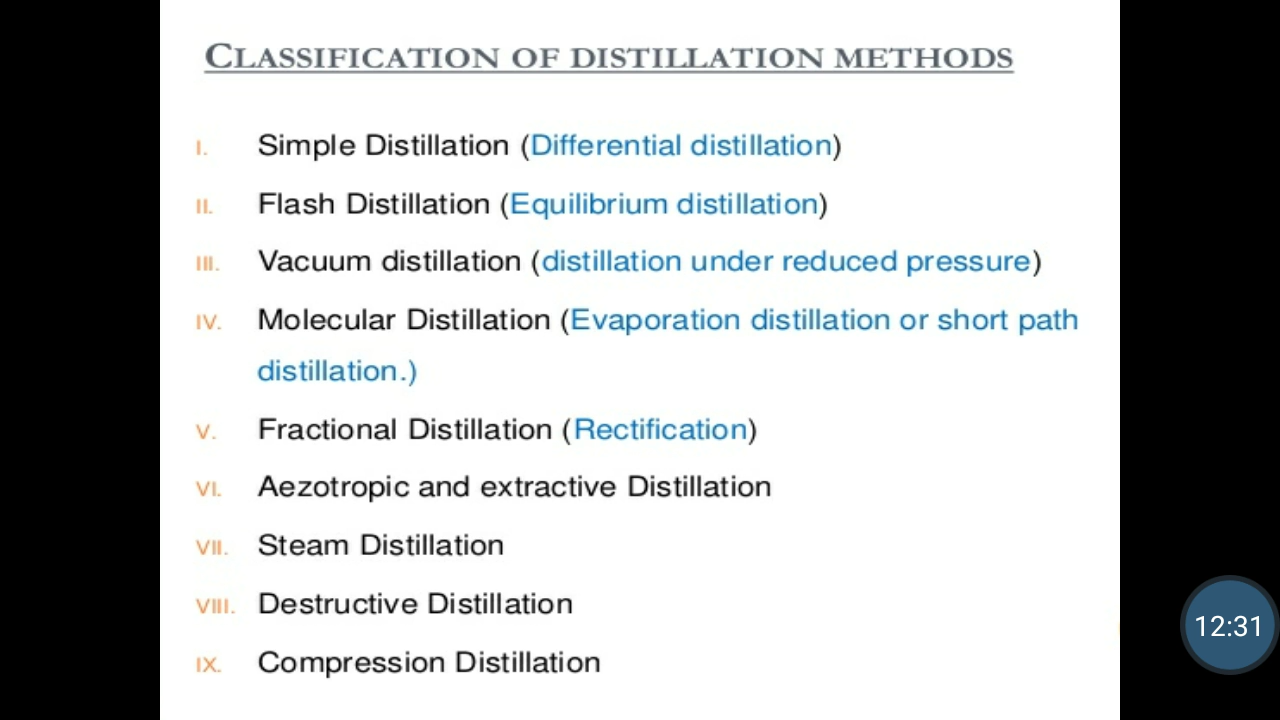 CLASSIFICATION OF DISTILLATION METHODS
I. Simple Distillation (Differential distillation)
II. Flash Distillation (Equilibrium distillation)
III. Vacuum distillation (distillation under reduced pressure)
IV. Molecular Distillation (Evaporation distillation or short path
distillation.)
V. Fractional Distillation (Rectification)
VI. Aezotropic and extractive Distillation
VII. Steam Distillation
VIII. Destructive Distillation
IX. Compression Distillation
12:31